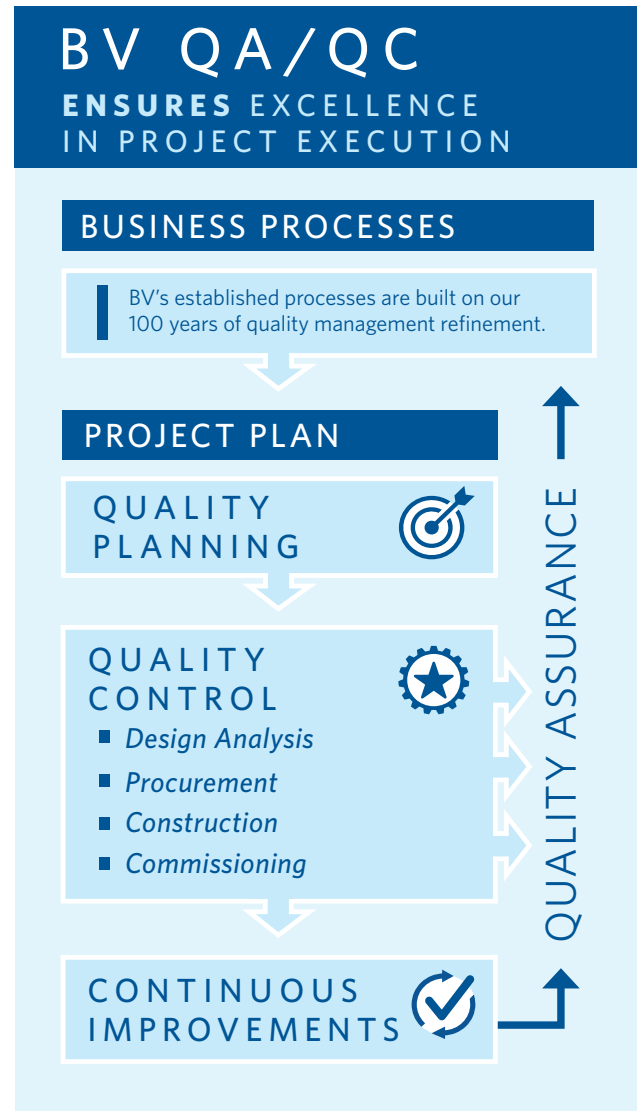 BV QA/QC
ENSURES EXCELLENCE
IN PROJECT EXECUTION
BUSINESS PROCESSES
BV's established processes are built on our
100 years of quality management refinement.
PROJECT PLAN
QUALITY
PLANNING
QUALITY
CONTROL
▪ Design Analysis
▪ Procurement
▪ Construction
▪ Commissioning
CONTINUOUS
IMPROVEMENTS
QUALITY ASSURANCE